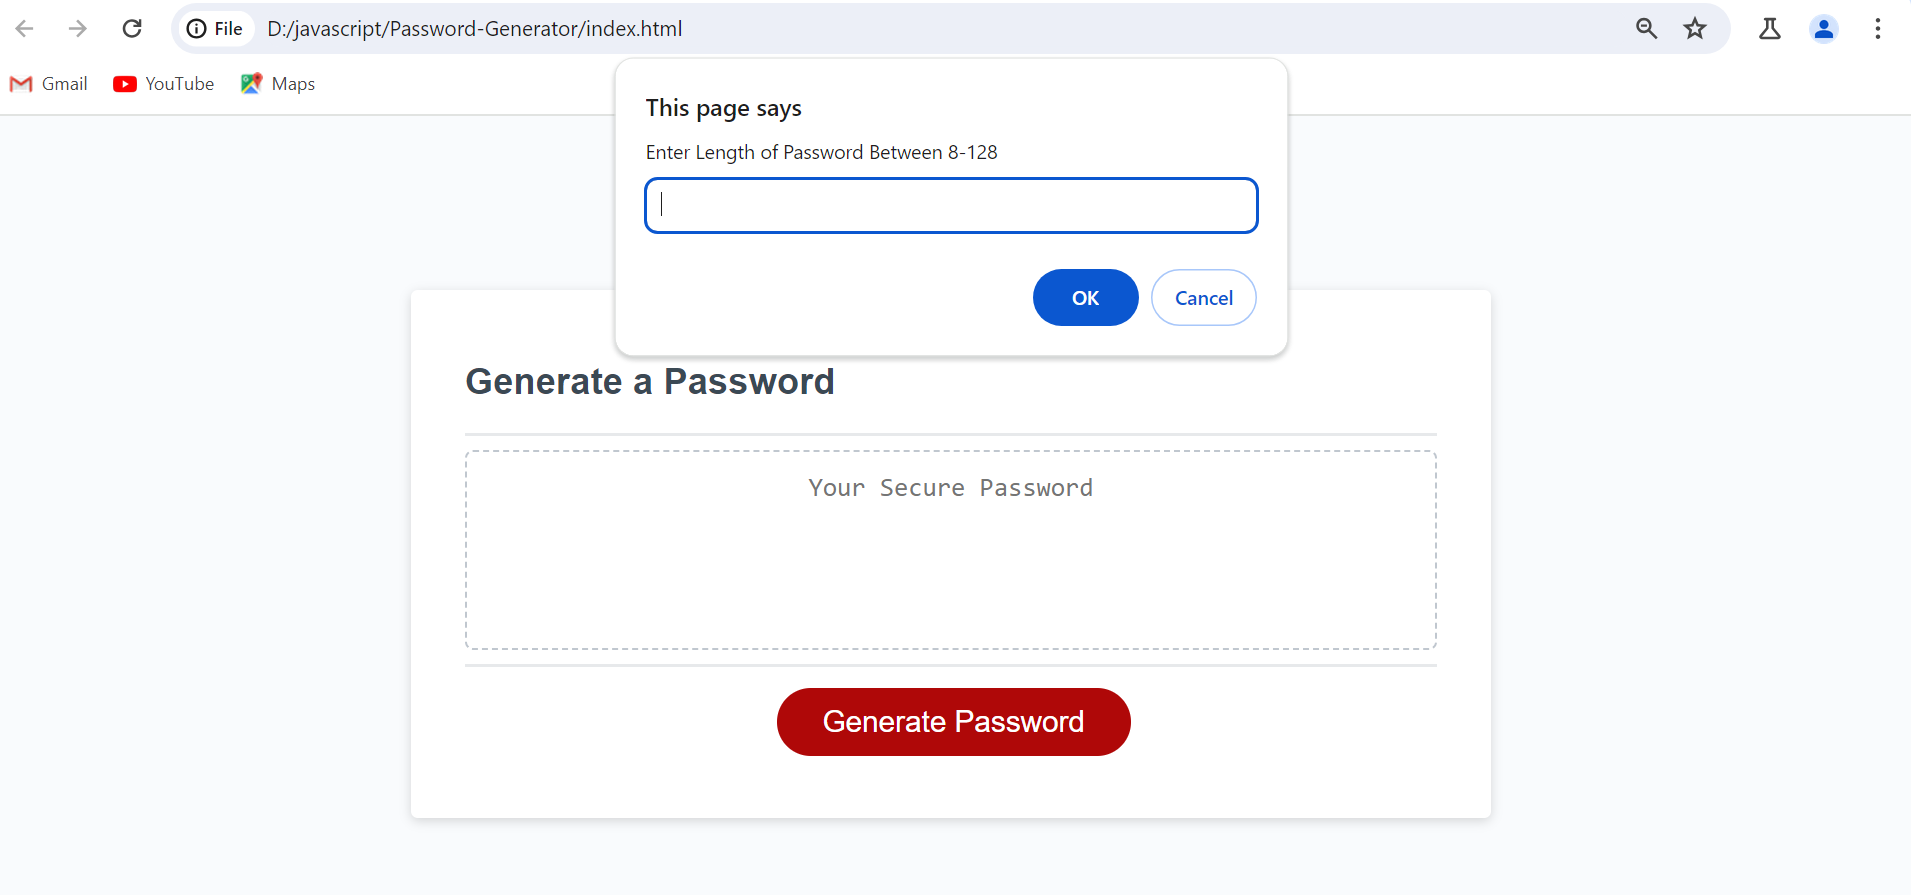 File D:/javascript/Password-Generator/index.html
Gmail YouTube Maps
This page says
Enter Length of Password Between 8-128
OK Cancel
Generate a Password
Your Secure Password
Generate Password